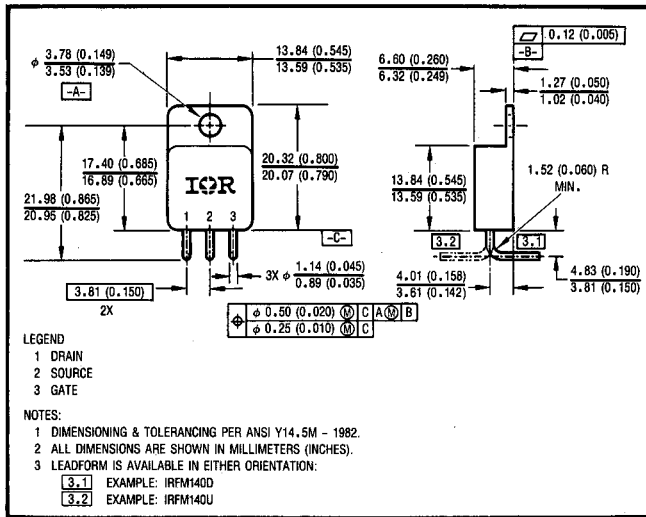 0.12 (0.005)
-B-
φ 3.78 (0.149)
3.53 (0.139)
-A-
13.84 (0.545)
13.59 (0.535)
6.60 (0.260)
6.32 (0.249)
1.27 (0.050)
1.02 (0.040)
17.40 (0.685)
16.89 (0.665)
21.98 (0.865)
20.95 (0.825)
IOR
1 2 3
20.32 (0.800)
20.07 (0.790)
-C-
13.84 (0.545)
13.59 (0.535)
1.52 (0.060) R
MIN.
3.2
3.1
3X φ 1.14 (0.045)
0.89 (0.035)
3.81 (0.150)
2X
4.01 (0.158)
3.61 (0.142)
4.83 (0.190)
3.81 (0.150)
φ 0.50 (0.020) Ⓜ C A Ⓜ B
φ 0.25 (0.010) Ⓜ C
LEGEND
1 DRAIN
2 SOURCE
3 GATE
NOTES:
1 DIMENSIONING & TOLERANCING PER ANSI Y14.5M - 1982.
2 ALL DIMENSIONS ARE SHOWN IN MILLIMETERS (INCHES).
3 LEADFORM IS AVAILABLE IN EITHER ORIENTATION:
3.1 EXAMPLE: IRFM140D
3.2 EXAMPLE: IRFM140U